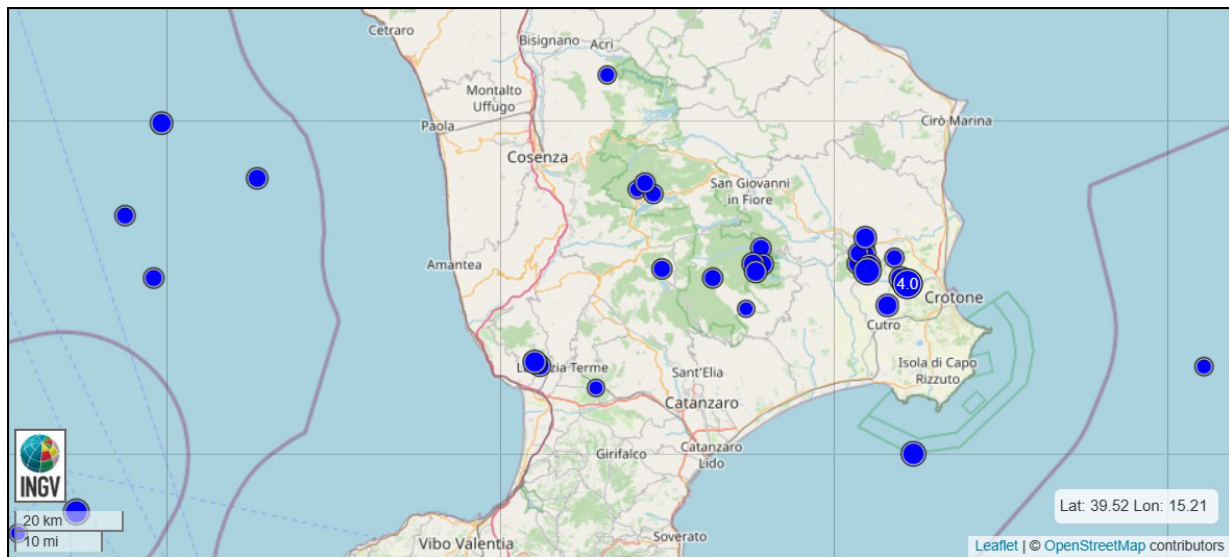 Cetraro
Bisignano
Acri
Montalto
Uffugo
Paola
Cirò Marina
Cosenza
San Giovanni
in Fiore
Amantea
4.0
Crotone
Cutro
Isola di Capo
Rizzuto
Terme
Sant'Elia
Catanzaro
Catanzaro
Lido
Girifalco
INGV
Lat: 39.52 Lon: 15.21
20 km
10 mi
Vibo Valentia
Soverato
Leaflet | © OpenStreetMap contributors